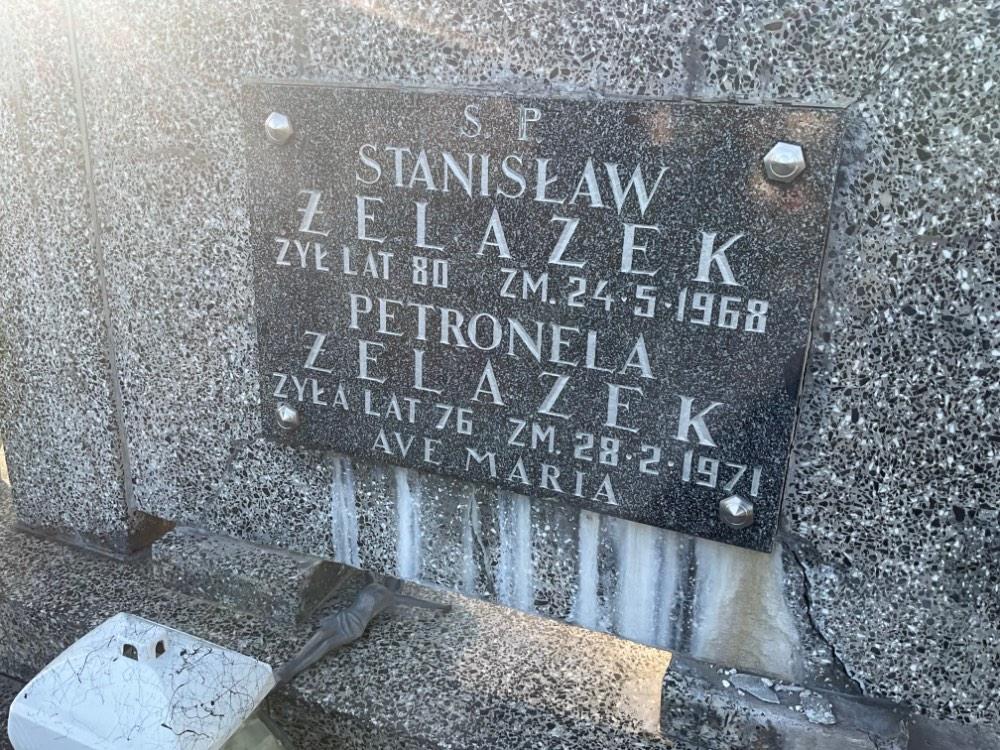 S P
STANISŁAW
ŻELAZEK
ŻYŁ LAT 80 ZM. 24·5·1968
PETRONELA
ŻELAZEK
ŻYŁA LAT 76 ZM. 28·2·1971
AVE MARIA